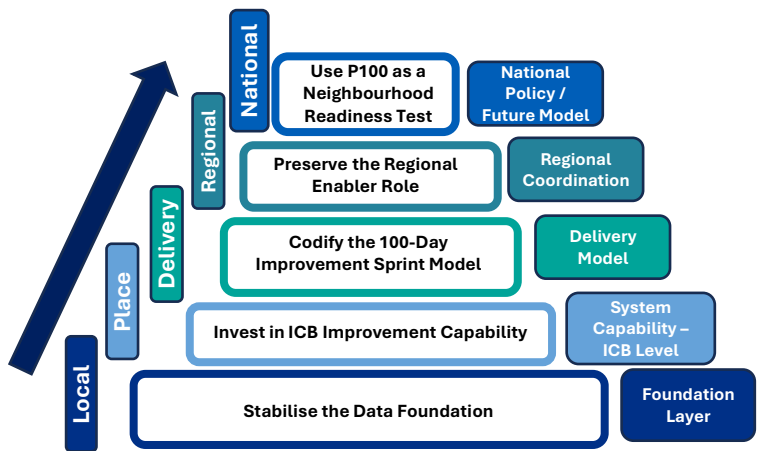 National
Use P100 as a
Neighbourhood
Readiness Test
National
Policy /
Future Model
Regional
Preserve the Regional
Enabler Role
Regional
Coordination
Delivery
Codify the 100-Day
Improvement Sprint Model
Delivery
Model
Place
Invest in ICB Improvement Capability
System
Capability –
ICB Level
Local
Stabilise the Data Foundation
Foundation
Layer